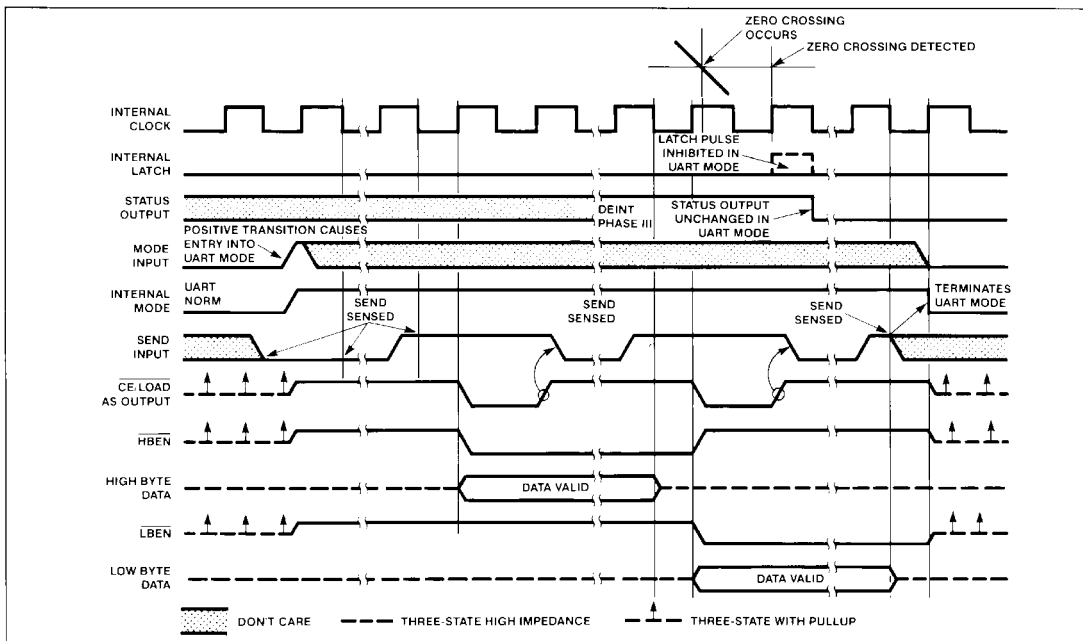 ZERO CROSSING
OCCURS
ZERO CROSSING DETECTED
INTERNAL
CLOCK
INTERNAL
LATCH
LATCH PULSE
INHIBITED IN
UART MODE
STATUS
OUTPUT
DEINT
PHASE III
STATUS OUTPUT
UNCHANGED IN
UART MODE
POSITIVE TRANSITION CAUSES
ENTRY INTO
UART MODE
MODE
INPUT
INTERNAL
MODE
UART
NORM
SEND
SENSED
SEND
SENSED
SEND
SENSED
TERMINATES
UART MODE
SEND
INPUT
CE/LOAD
AS OUTPUT
HBEN
HIGH BYTE
DATA
DATA VALID
LBEN
LOW BYTE
DATA
DATA VALID
DON'T CARE
THREE-STATE HIGH IMPEDANCE
THREE-STATE WITH PULLUP